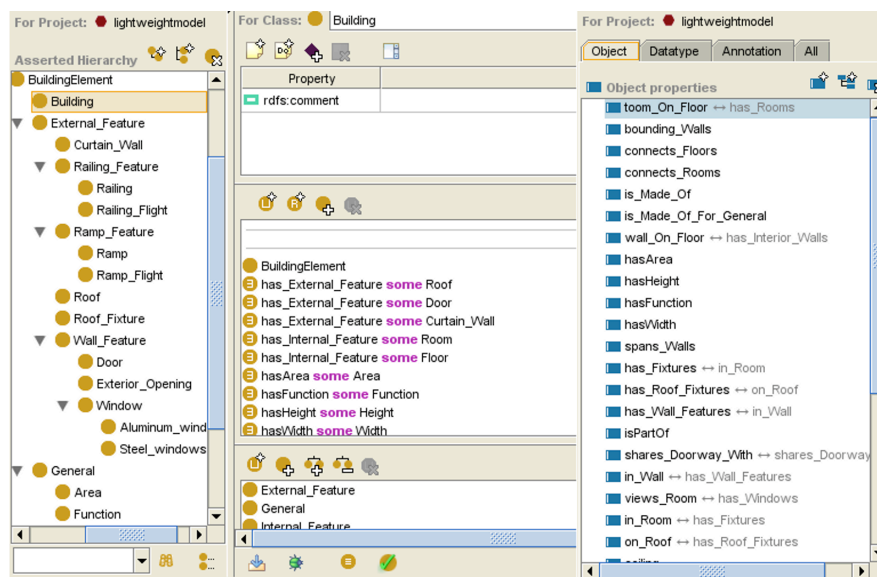 For Project: lightweightmodel
Asserted Hierarchy
BuildingElement
Building
External_Feature
Curtain_Wall
Railing_Feature
Railing
Railing_Flight
Ramp_Feature
Ramp
Ramp_Flight
Roof
Roof_Fixture
Wall_Feature
Door
Exterior_Opening
Window
Aluminum_wind
Steel_windows
General
Area
Function
For Class: Building
Property
rdfs:comment
BuildingElement
has_External_Feature some Roof
has_External_Feature some Door
has_External_Feature some Curtain_Wall
has_Internal_Feature some Room
has_Internal_Feature some Floor
hasArea some Area
hasFunction some Function
hasHeight some Height
hasWidth some Width
External_Feature
General
Internal_Feature
For Project: lightweightmodel
Object Datatype Annotation All
Object properties
toom_On_Floor ↔ has_Rooms
bounding_Walls
connects_Floors
connects_Rooms
is_Made_Of
is_Made_Of_For_General
wall_On_Floor ↔ has_Interior_Walls
hasArea
hasHeight
hasFunction
hasWidth
spans_Walls
has_Fixtures ↔ in_Room
has_Roof_Fixtures ↔ on_Roof
has_Wall_Features ↔ in_Wall
isPartOf
shares_Doorway_With ↔ shares_Doorway
in_Wall ↔ has_Wall_Features
views_Room ↔ has_Windows
in_Room ↔ has_Fixtures
on_Roof ↔ has_Roof_Fixtures